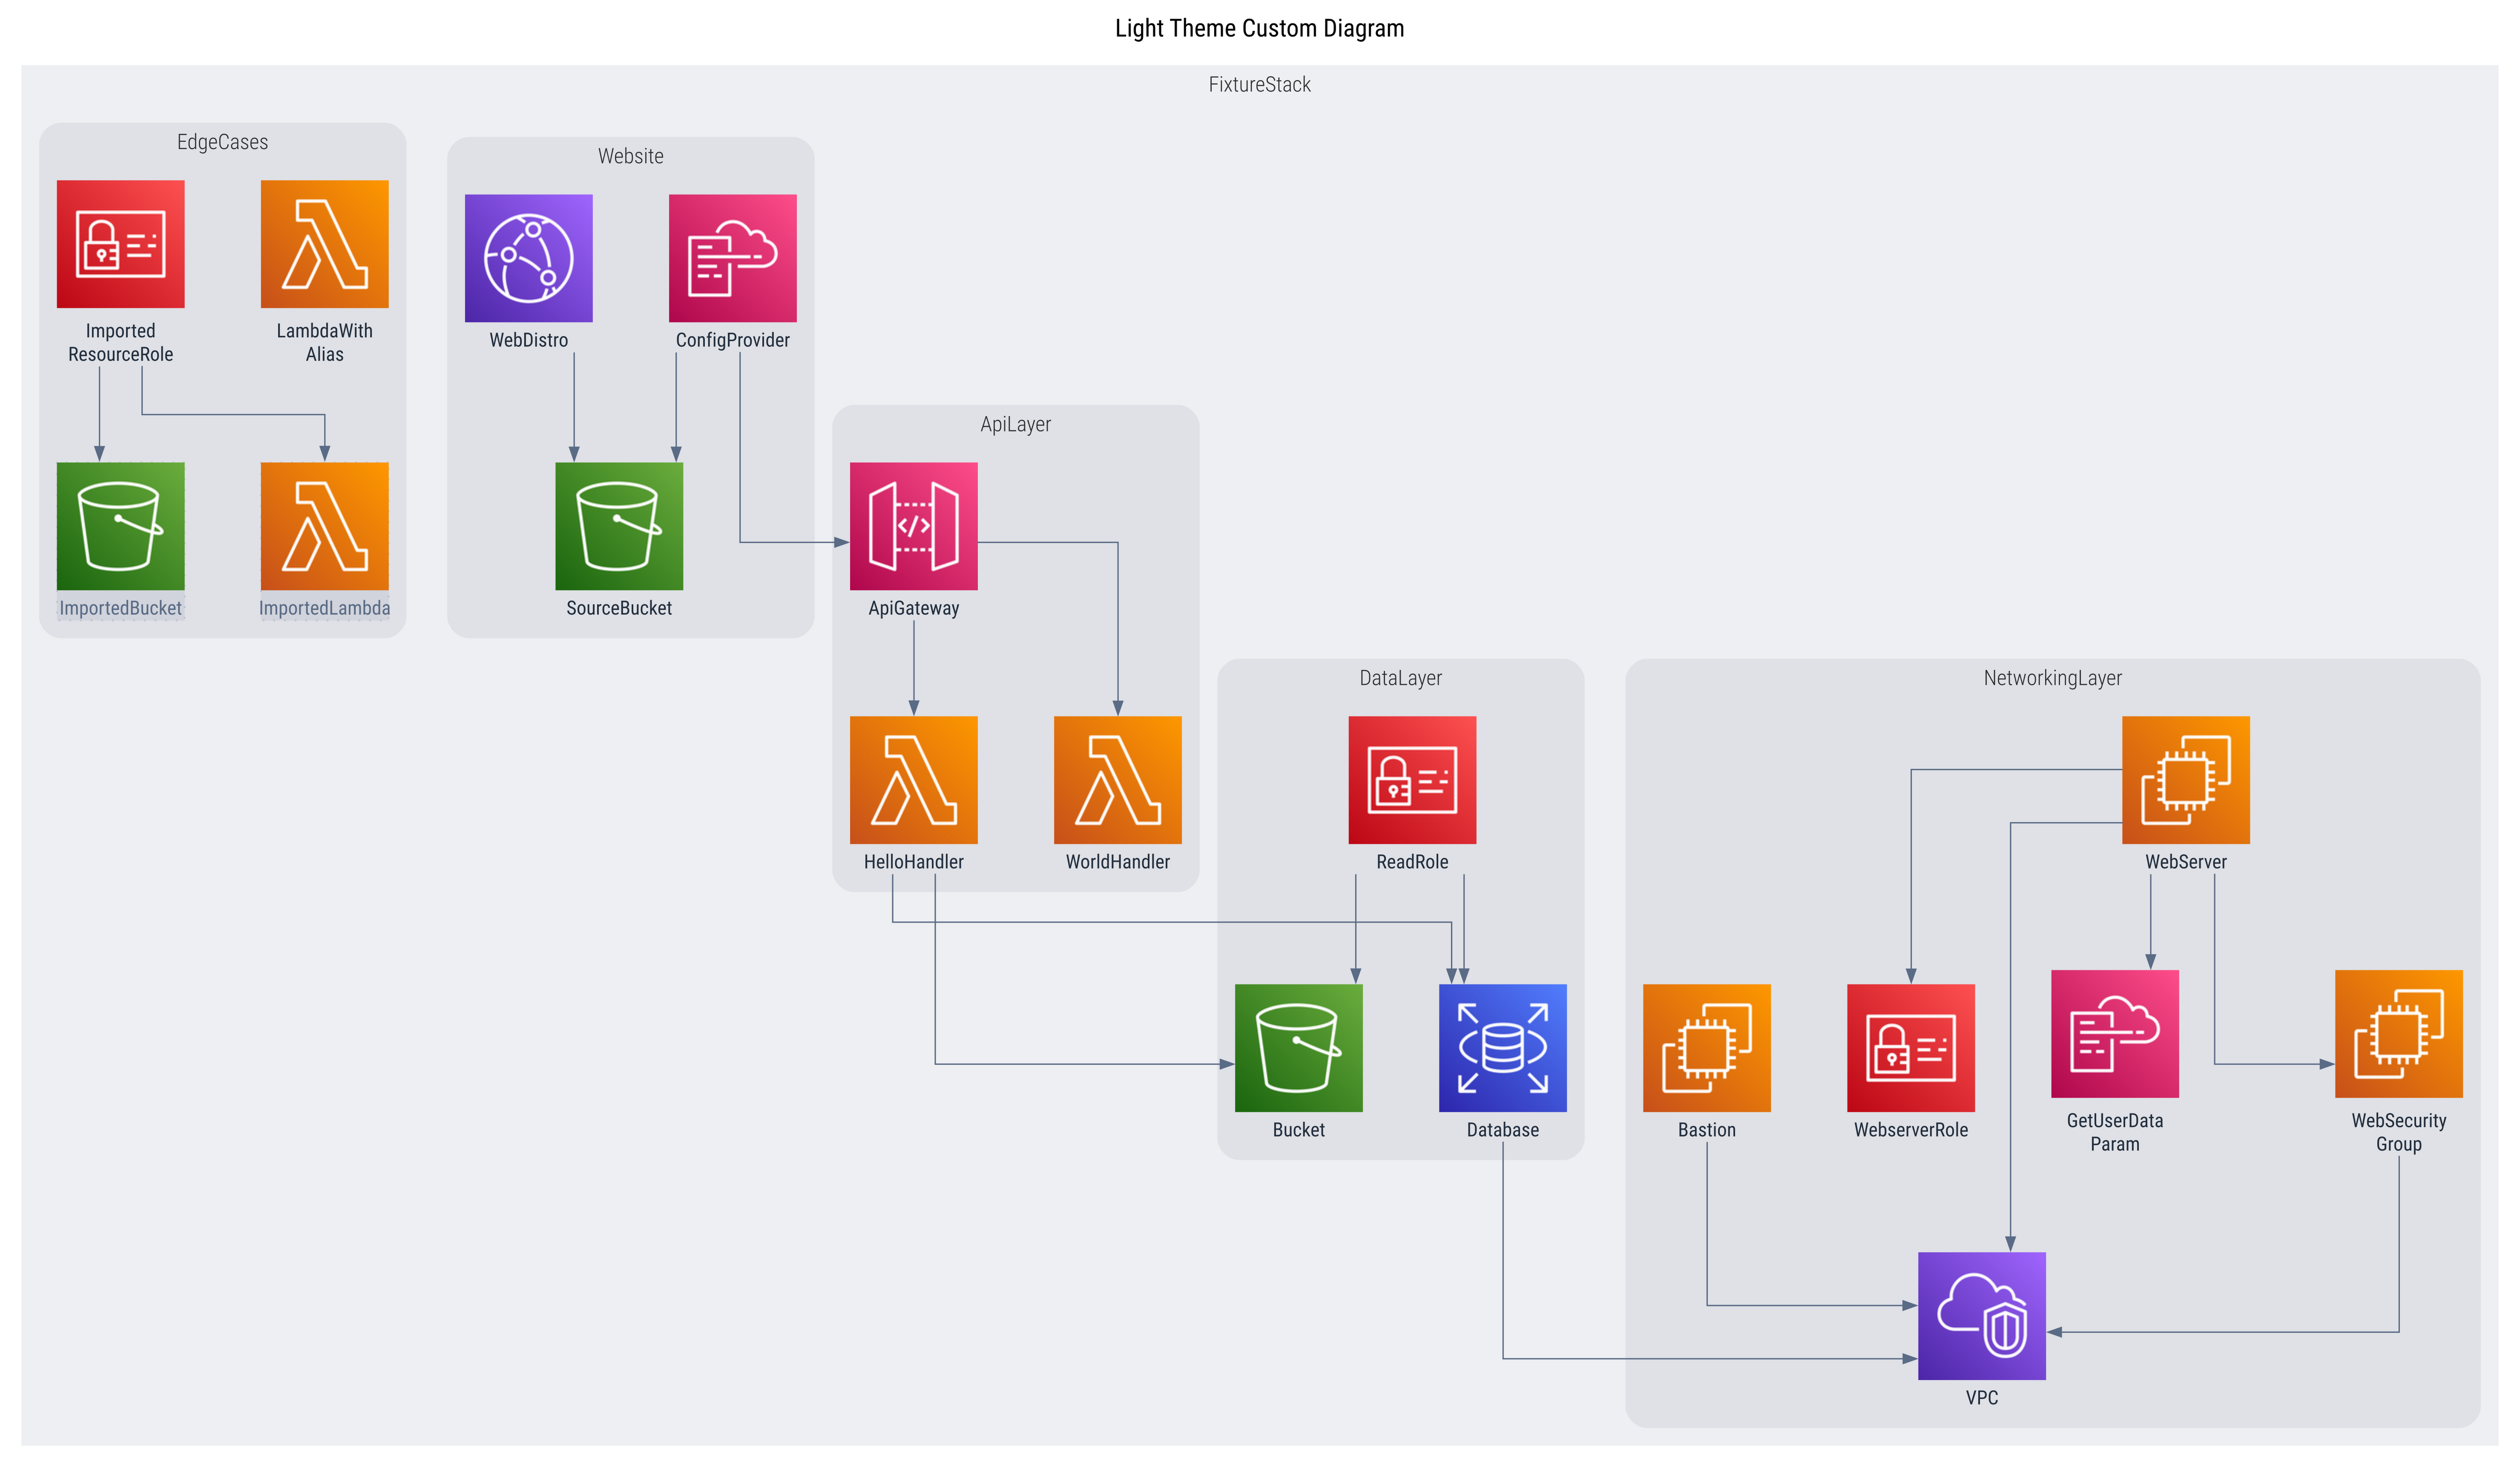 Light Theme Custom Diagram
FixtureStack
EdgeCases
Imported
ResourceRole
LambdaWith
Alias
ImportedBucket
ImportedLambda
Website
WebDistro
ConfigProvider
SourceBucket
ApiLayer
</>
ApiGateway
HelloHandler
WorldHandler
DataLayer
ReadRole
Bucket
Database
NetworkingLayer
WebServer
Bastion
WebserverRole
GetUserData
Param
WebSecurity
Group
VPC